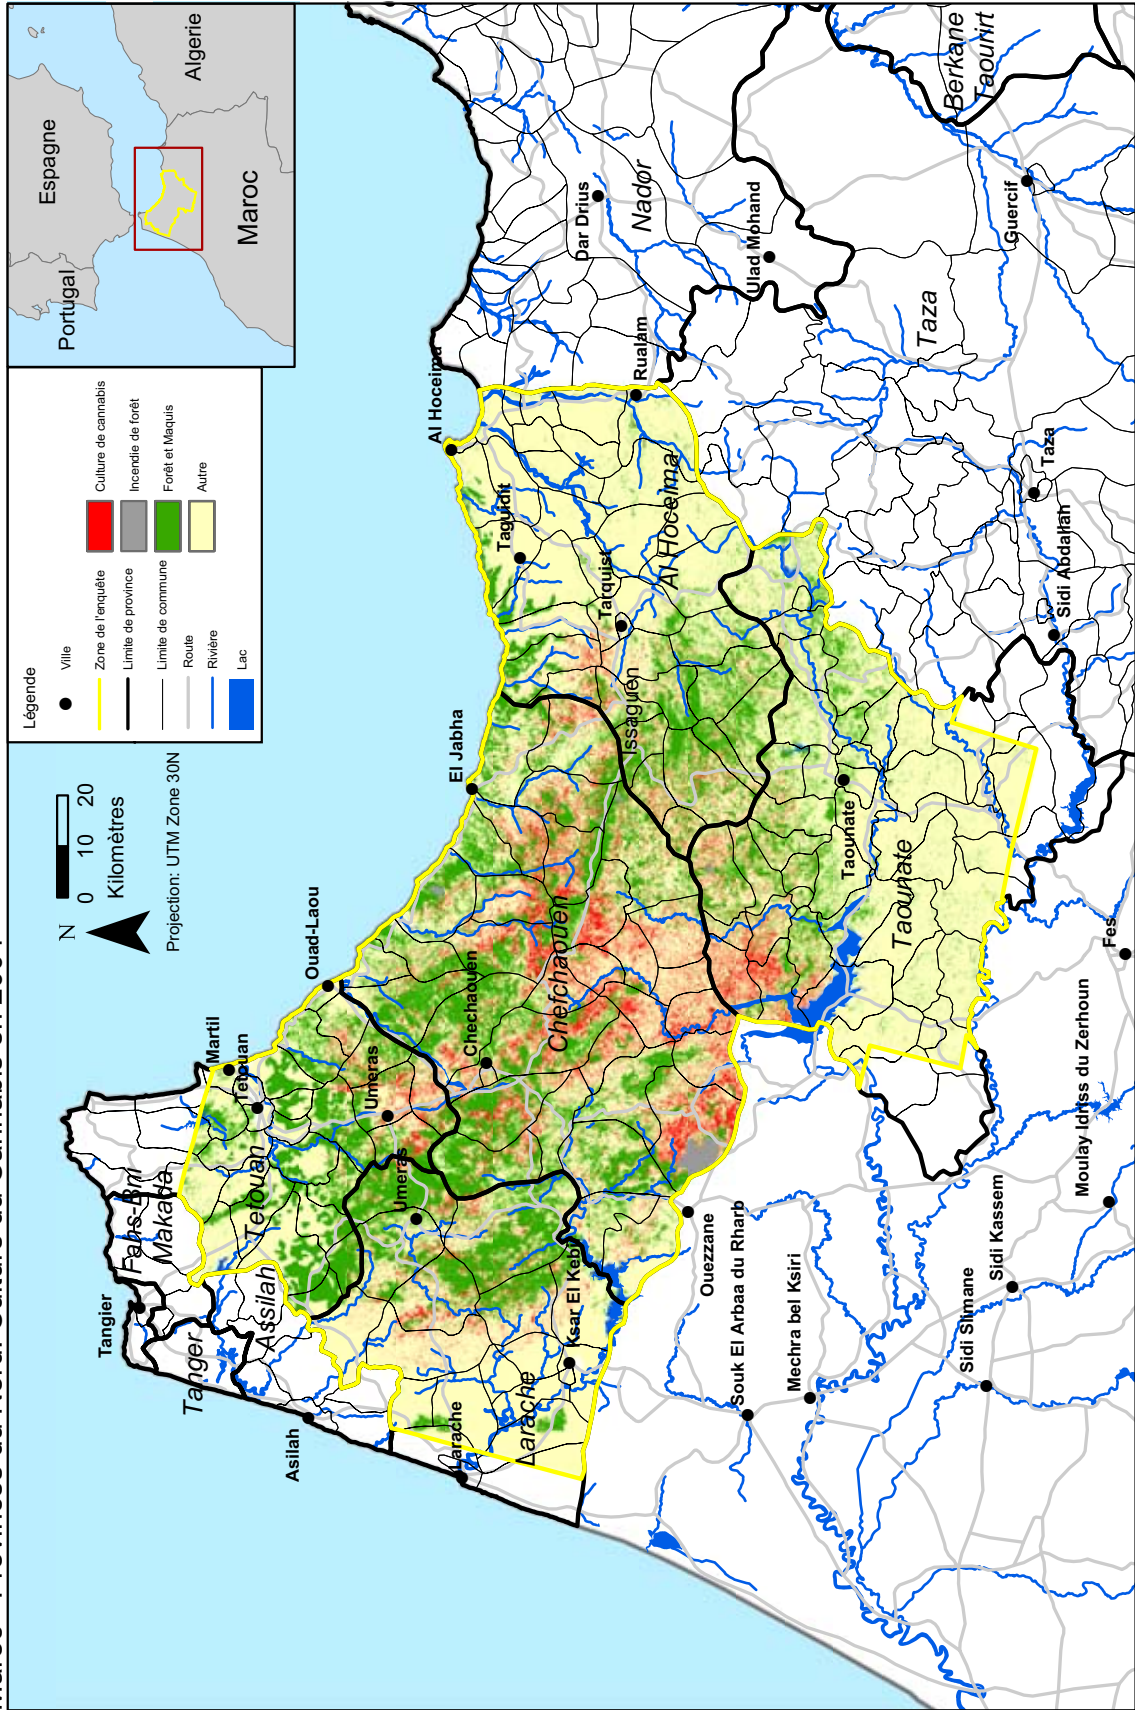 Légende
Ville
Zone de l'enquête
Limite de province
Limite de commune
Route
Rivière
Lac
Culture de cannabis
Incendie de forêt
Forêt et Maquis
Autre
Portugal
Espagne
Algerie
Maroc
N
0 10 20
Kilomètres
Projection: UTM Zone 30N
Tangier
Fahs-Bni
Makada
Tanger
Assilah
Asilah
Martil
Tetouan
Tetouan
Ouad-Laou
Umeras
Umeras
Larache
Larache
Ksar El Kebir
Chechaouen
Chefchaouen
El Jabha
Al Hoceima
Taguidit
Tarquist
Issaguen
Al Hoceima
Rualam
Dar Drius
Nador
Ulad Mohand
Ouezzane
Souk El Arbaa du Rharb
Mechra bel Ksiri
Taounate
Taounate
Taza
Berkane
Taourirt
Guercif
Taza
Sidi Abdallah
Sidi Slimane
Sidi Kassem
Moulay Idriss du Zerhoun
Fes